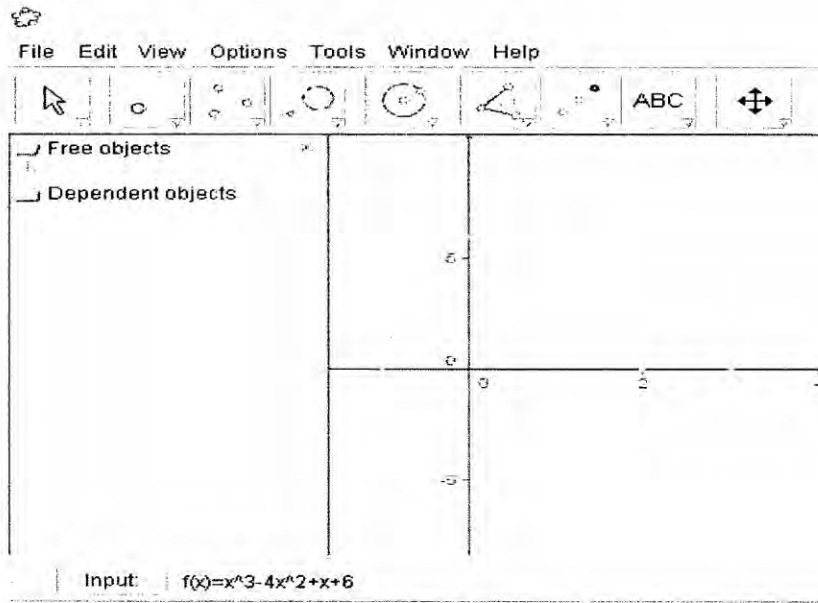 File Edit View Options Tools Window Help
ABC
Free objects
Dependent objects
5
0
0 2
-5
Input: f(x)=x^3-4x^2+x+6